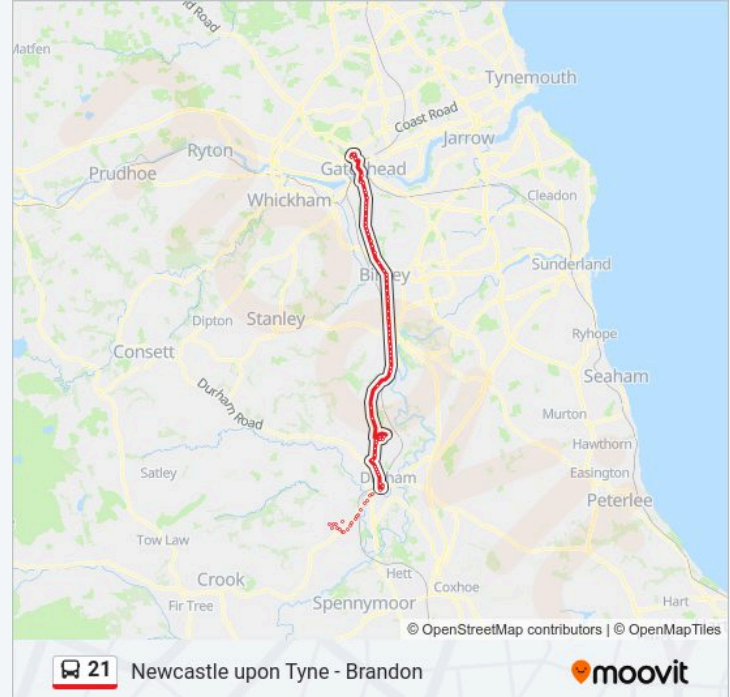 d Road
Matfen
Tynemouth
Coast Road
Jarrow
Ryton
Prudhoe
Gateshead
Whickham
Cleadon
Birtley
Sunderland
Dipton
Stanley
Ryhope
Consett
Seaham
Durham Road
Murton
Hawthorn
Satley
Durham
Easington
Peterlee
Tow Law
Crook
Hett
Coxhoe
Fir Tree
Spennymoor
Hart
© OpenStreetMap contributors | © OpenMapTiles
21 Newcastle upon Tyne - Brandon
moovit